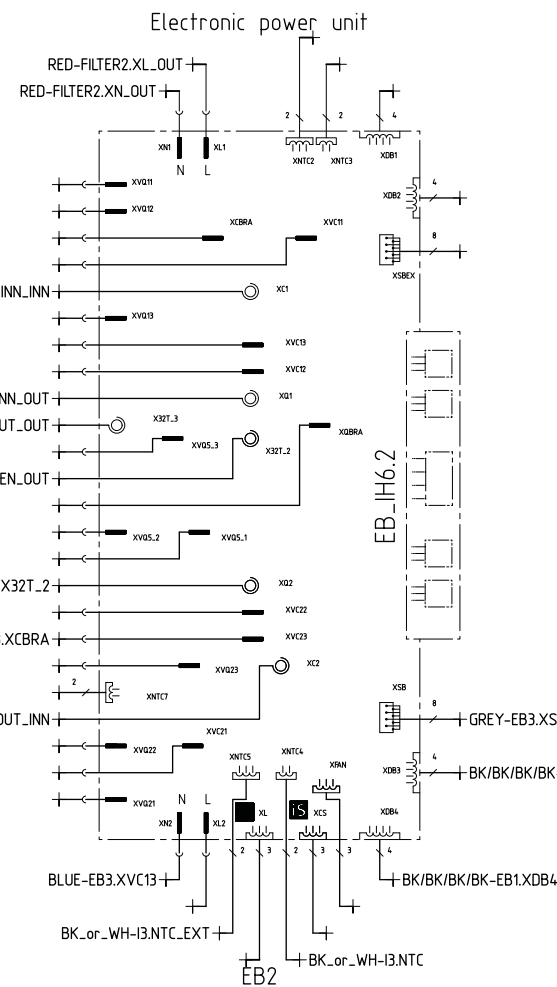 Electronic power unit
RED-FILTER2.XL_OUT
RED-FILTER2.XN_OUT
2 2 4
XN1 XL1 XNTC2 XNTC3 XDB1
N L
XVQ11 XDB2 4
XVQ12
XCBRA XVC11 8
XSBEX
INN_INN XC1
XVQ13
XVC13
XVC12
NN_OUT XQ1
UT_OUT X32T_3 XQBRA
XVQ5_3 X32T_2
EN_OUT
EB_IH6.2
XVQ5_2 XVQ5_1
X32T_2 XQ2
XVC22
.XCBRA XVC23
XVQ23 XC2
2 XNTC7
XSB 8
OUT_INN GREY-EB3.XS
XVC21
XVQ22 XNTC5 XNTC4
XFAN XDB3 4 BK/BK/BK/BK
XVQ21 N L
iS
XN2 XL2 XL XCS XDB4
2 3 2 3 3 4
BLUE-EB3.XVC13 BK/BK/BK/BK-EB1.XDB4
BK_or_WH-I3.NTC_EXT
BK_or_WH-I3.NTC
EB2